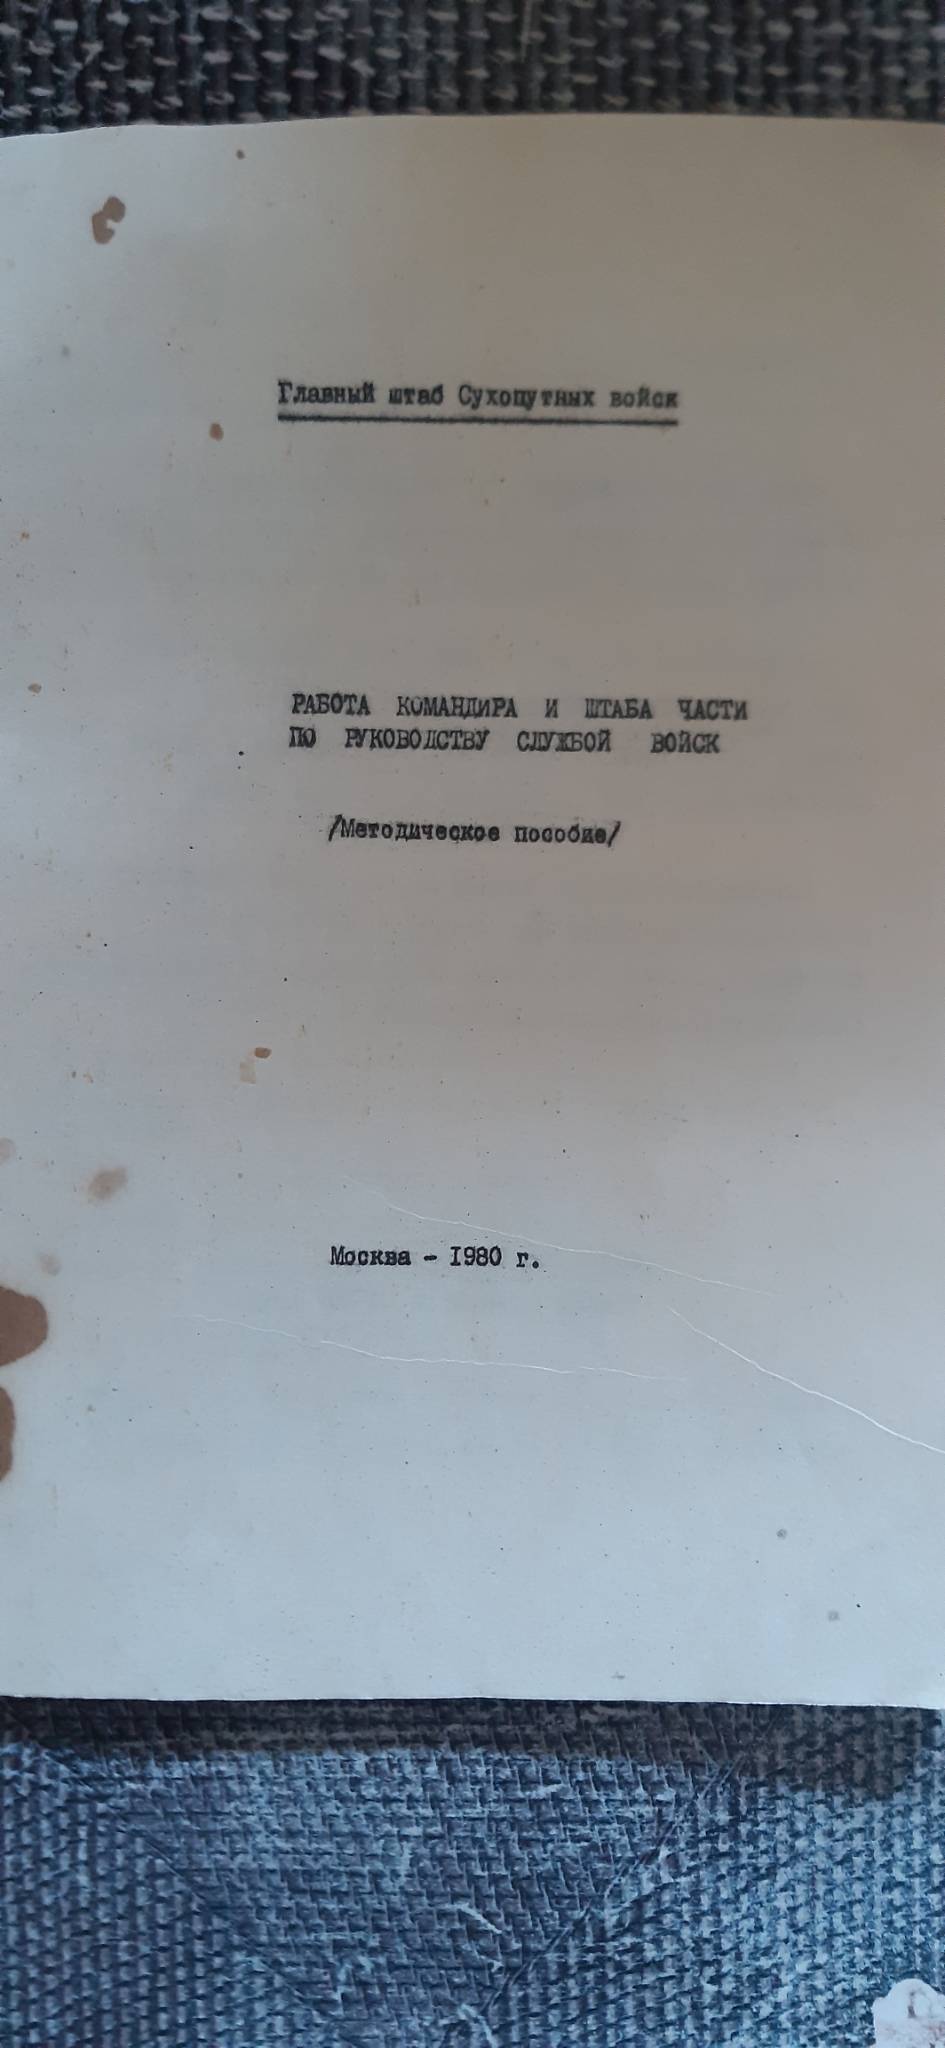 Главный штаб Сухопутных войск
РАБОТА КОМАНДИРА И ШТАБА ЧАСТИ
ПО РУКОВОДСТВУ СЛУЖБОЙ ВОЙСК
/Методическое пособие/
Москва - 1980 г.